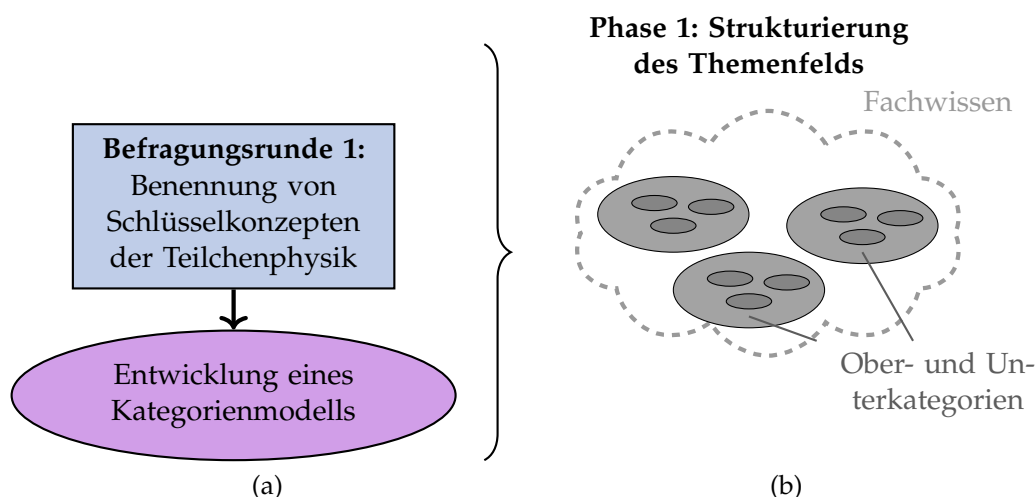 Befragungsrunde 1:
Benennung von
Schlüsselkonzepten
der Teilchenphysik
Entwicklung eines
Kategorienmodells
(a)
Phase 1: Strukturierung
des Themenfelds
Fachwissen
Ober- und Un-
terkategorien
(b)